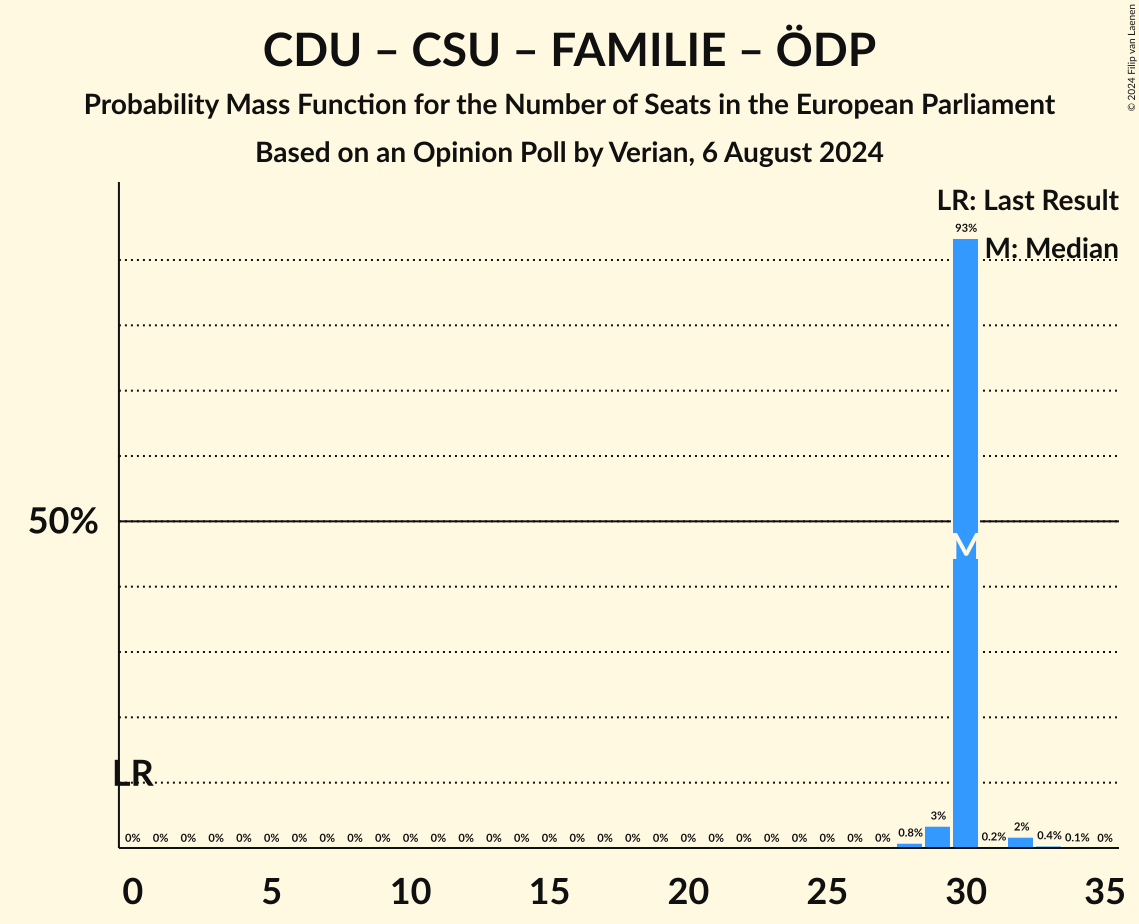 CDU – CSU – FAMILIE – ÖDP
Probability Mass Function for the Number of Seats in the European Parliament
Based on an Opinion Poll by Verian, 6 August 2024
© 2024 Filip van Laenen
LR: Last Result
M: Median
93%
50%
M
LR
0% 0% 0% 0% 0% 0% 0% 0% 0% 0% 0% 0% 0% 0% 0% 0% 0% 0% 0% 0% 0% 0% 0% 0% 0% 0% 0% 0% 0.8% 3% 0.2% 2% 0.4% 0.1% 0%
0 5 10 15 20 25 30 35